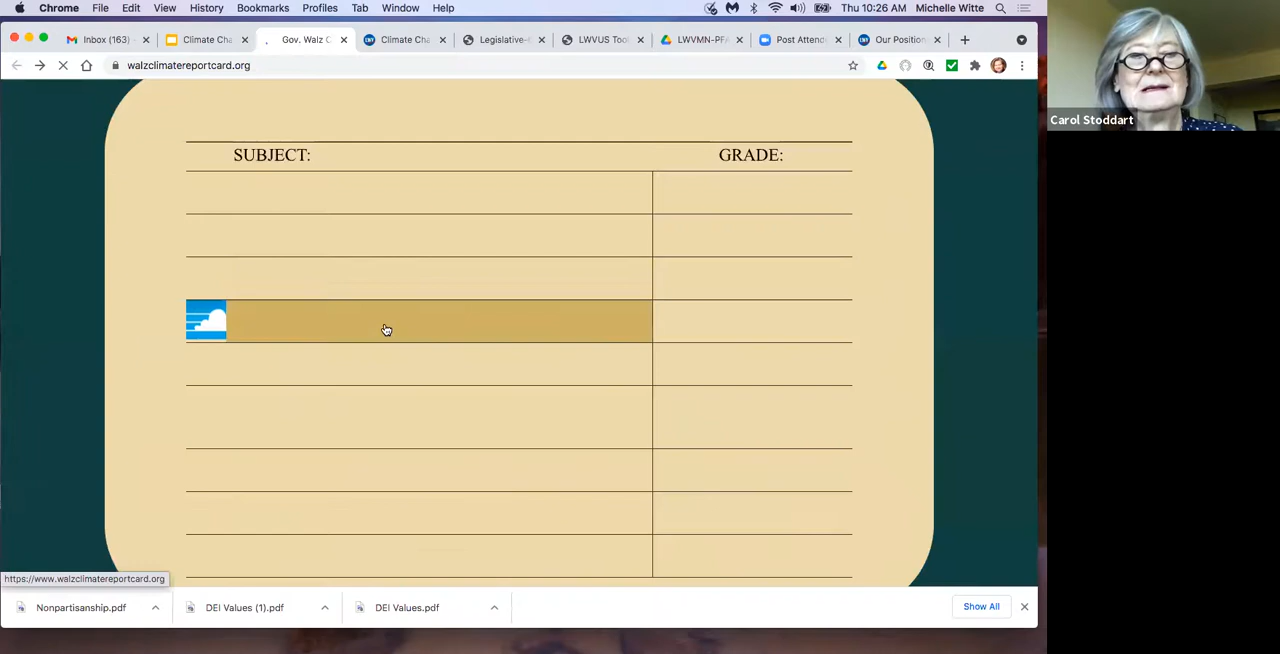 Chrome File Edit View History Bookmarks Profiles Tab Window Help Thu 10:26 AM Michelle Witte
Inbox (163) Climate Cha Gov. Walz C Climate Cha Legislative- LWVUS Too LWVMN-PFA Post Attend Our Position
walzclimatereportcard.org
Carol Stoddart
SUBJECT: GRADE:
https://www.walzclimatereportcard.org
Nonpartisanship.pdf DEI Values (1).pdf DEI Values.pdf Show All